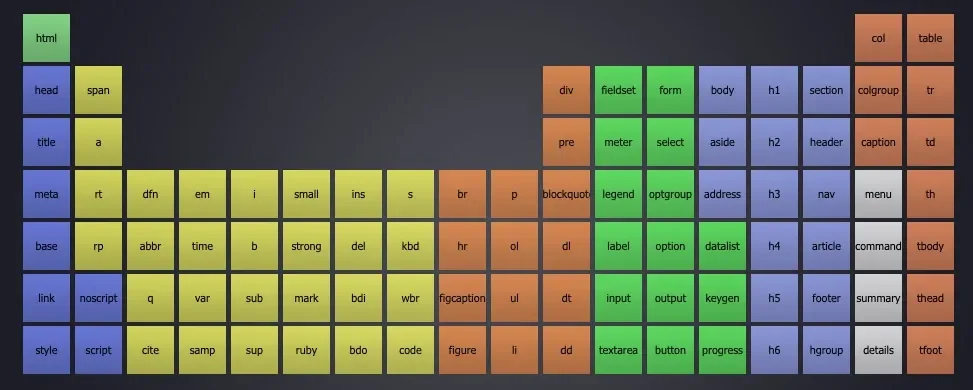 html col table
head span div fieldset form body h1 section colgroup tr
title a pre meter select aside h2 header caption td
meta rt dfn em i small ins s br p blockquot legend optgroup address h3 nav menu th
base rp abbr time b strong del kbd hr ol dl label option datalist h4 article command tbody
link noscript q var sub mark bdi wbr figcaption ul dt input output keygen h5 footer summary thead
style script cite samp sup ruby bdo code figure li dd textarea button progress h6 hgroup details tfoot